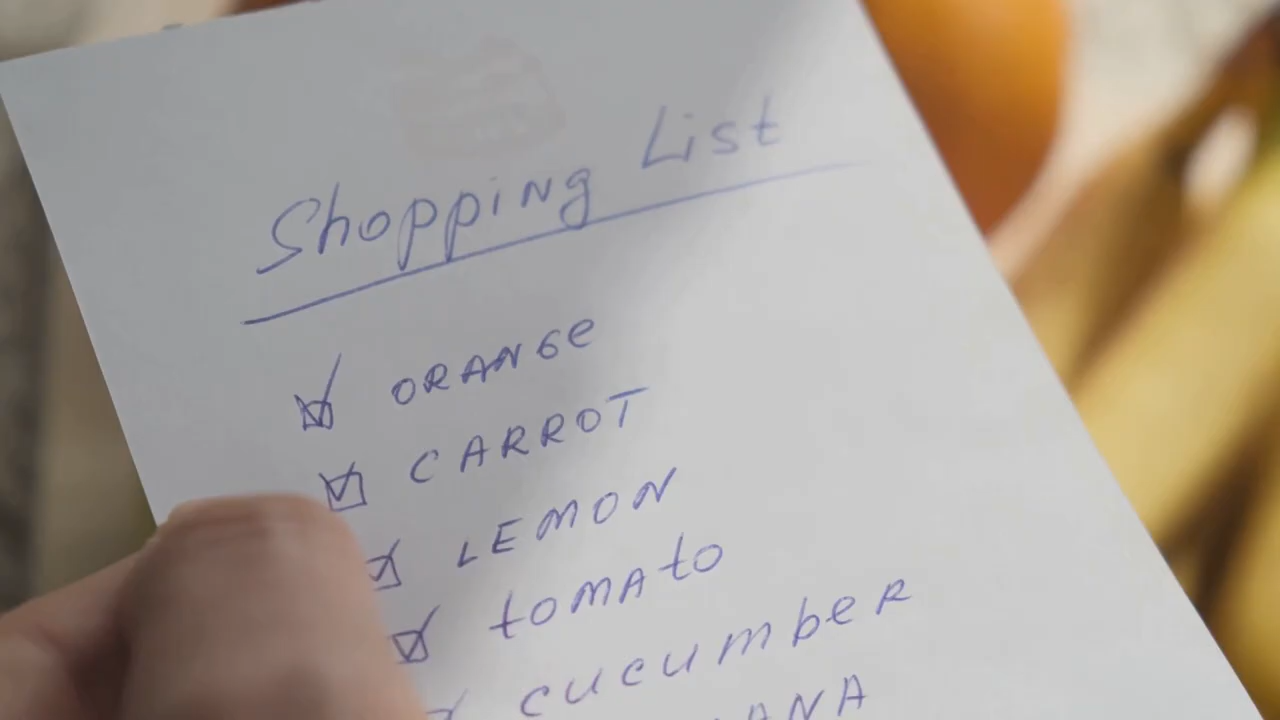 Shopping List
ORANGe
CARROT
LEMON
tomAto
cucumbeR